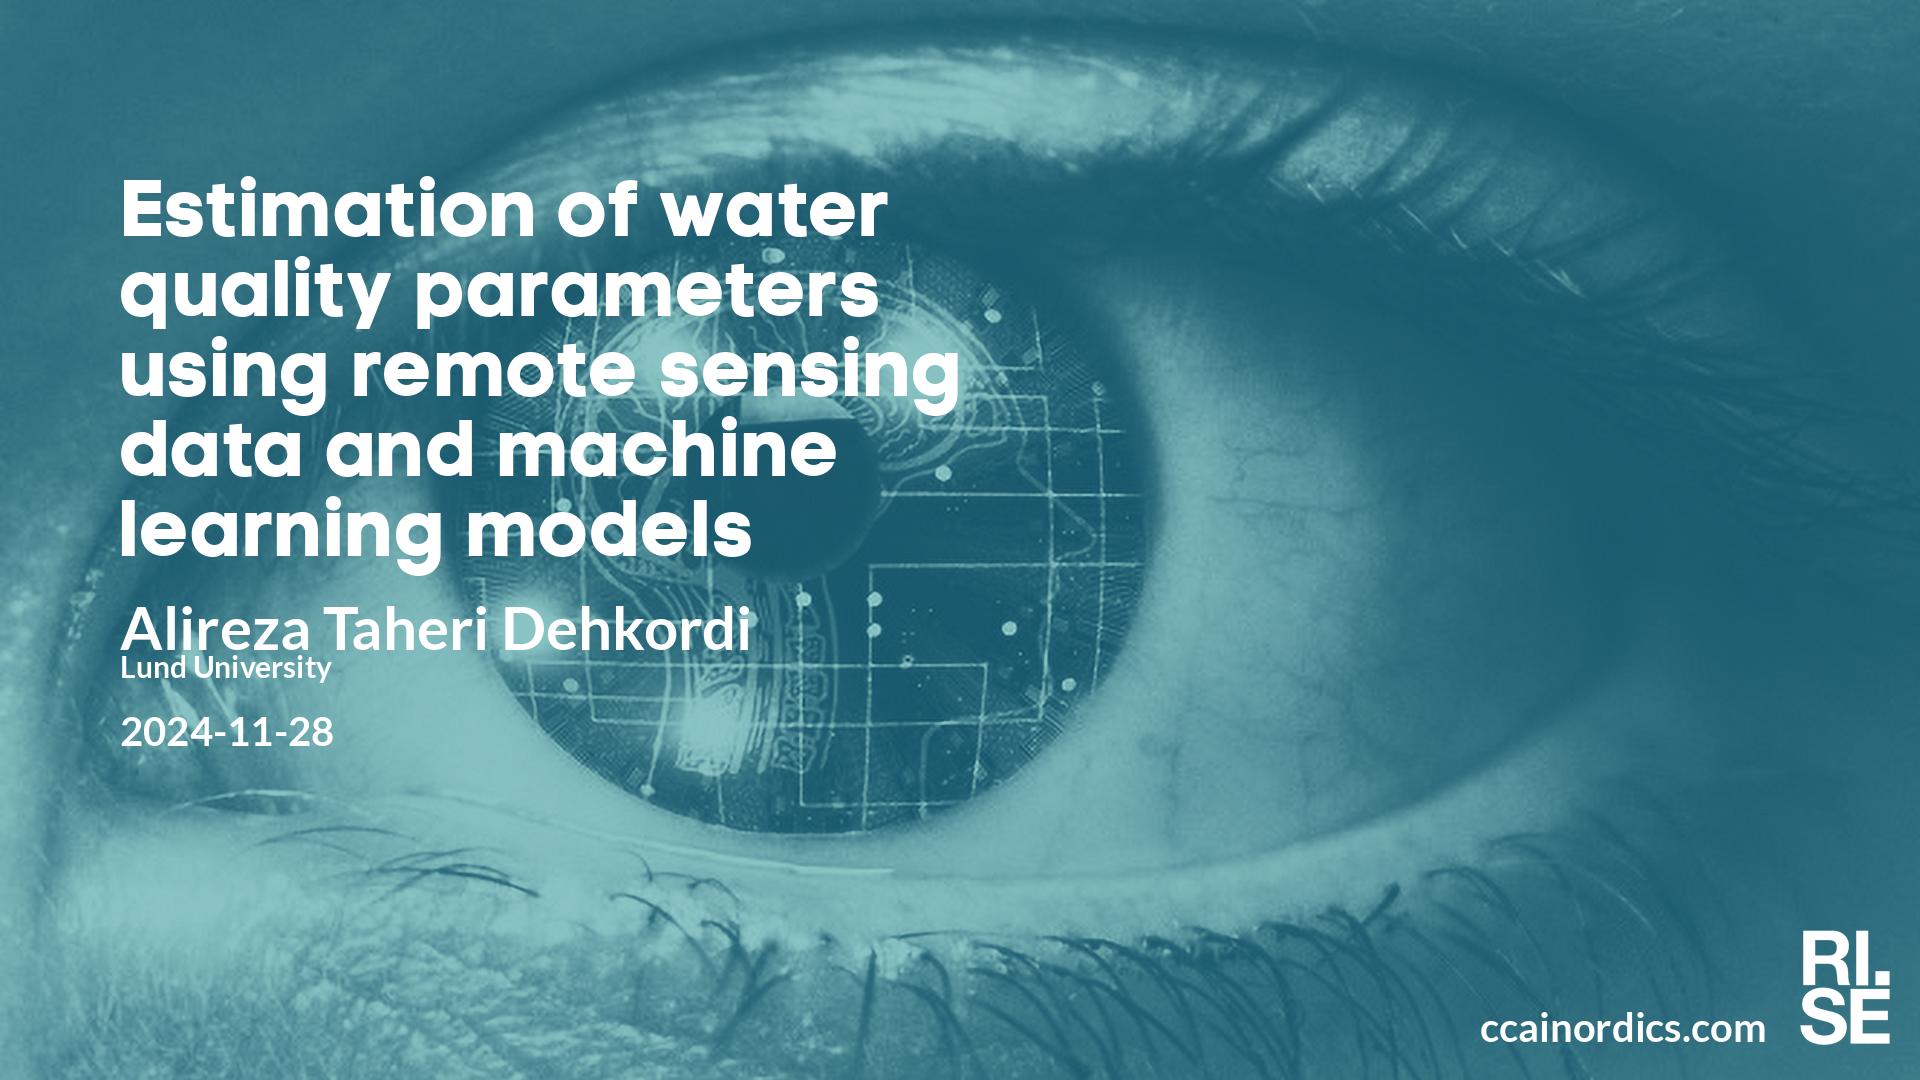 Estimation of water
quality parameters
using remote sensing
data and machine
learning models
Alireza Taheri Dehkordi
Lund University
2024-11-28
ccainordics.com
RI.
SE